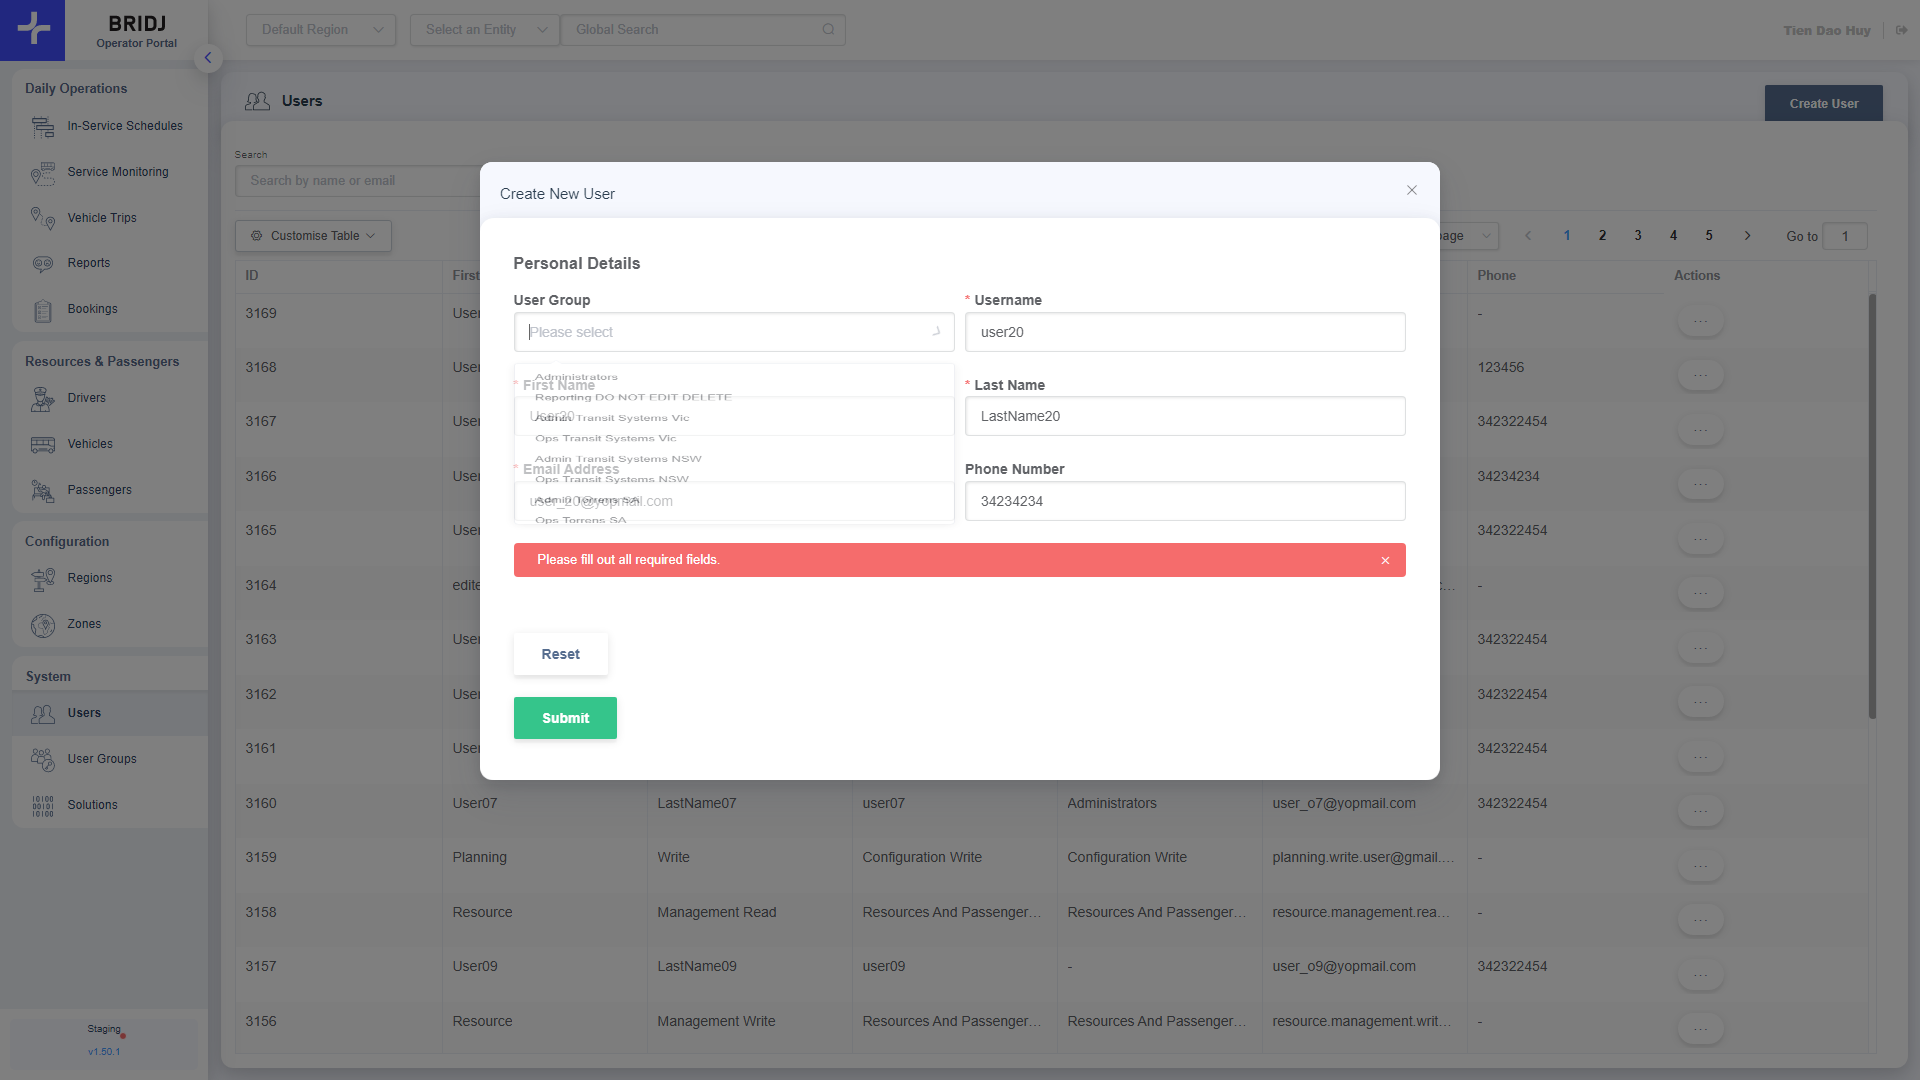 BRIDJ
Operator Portal
Default Region
Select an Entity
Global Search
Tien Dao Huy
Daily Operations
In-Service Schedules
Service Monitoring
Vehicle Trips
Reports
Bookings
Resources & Passengers
Drivers
Vehicles
Passengers
Configuration
Regions
Zones
System
Users
User Groups
Solutions
Staging
v1.50.1
Users
Create User
Search
Search by name or email
Customise Table
1 2 3 4 5
Go to 1
ID First Phone Actions
3169 User -
3168 User 123456
3167 User 342322454
3166 User 34234234
3165 User 342322454
3164 edite -
3163 User 342322454
3162 User 342322454
3161 User 342322454
3160 User07 LastName07 user07 Administrators user_o7@yopmail.com 342322454
3159 Planning Write Configuration Write Configuration Write planning.write.user@gmail.... -
3158 Resource Management Read Resources And Passenger... Resources And Passenger... resource.management.rea... -
3157 User09 LastName09 user09 - user_o9@yopmail.com 342322454
3156 Resource Management Write Resources And Passenger... Resources And Passenger... resource.management.writ... -
Create New User
Personal Details
User Group
Please select
* Username
user20
* First Name
User20
* Last Name
LastName20
* Email Address
user_20@yopmail.com
Phone Number
34234234
Administrators
Reporting DO NOT EDIT DELETE
Admin Transit Systems Vic
Ops Transit Systems Vic
Admin Transit Systems NSW
Ops Transit Systems NSW
Admin Torrens SA
Ops Torrens SA
Please fill out all required fields.
Reset
Submit